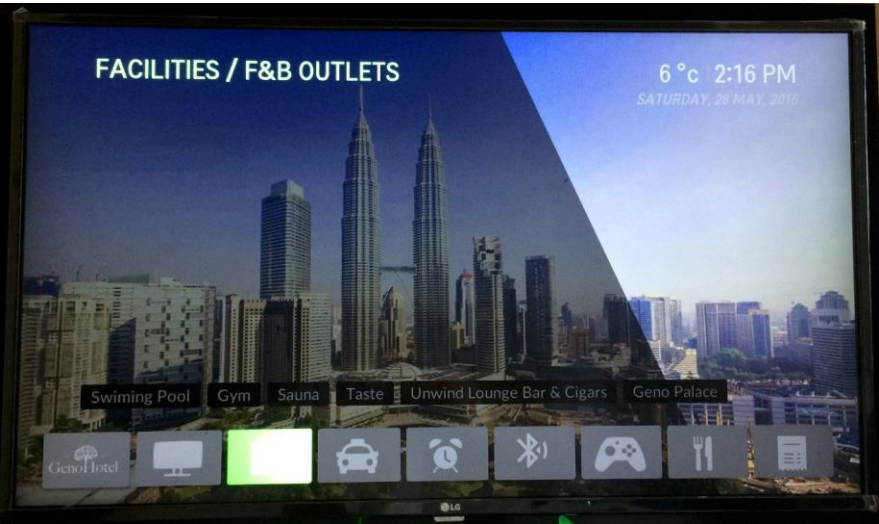 FACILITIES / F&B OUTLETS
6 °c 2:16 PM
SATURDAY, 28 MAY, 2016
Swiming Pool Gym Sauna Taste Unwind Lounge Bar & Cigars Geno Palace
GenoHotel
LG